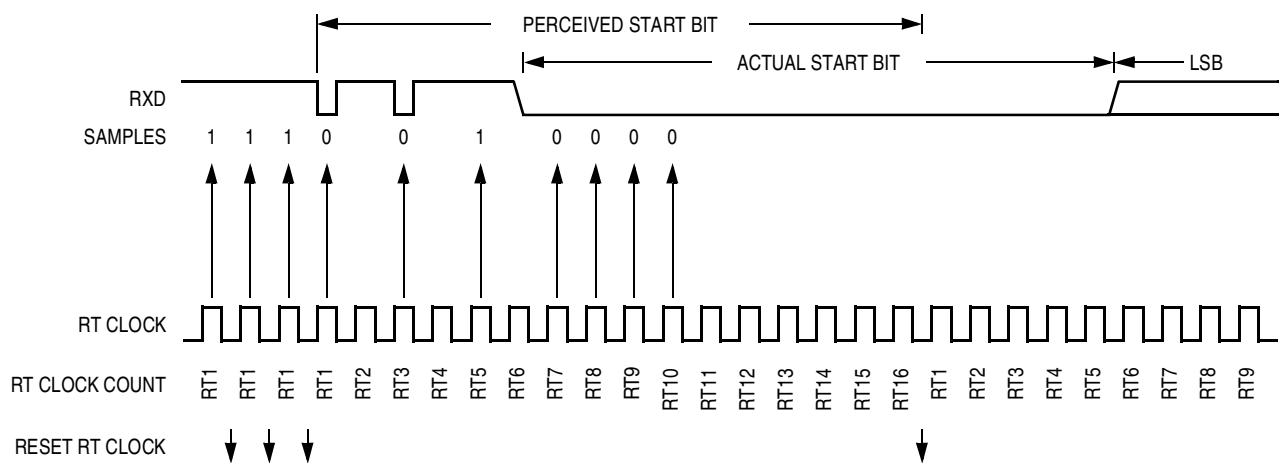 PERCEIVED START BIT
ACTUAL START BIT
LSB
RXD
SAMPLES 1 1 1 0 0 1 0 0 0 0
RT CLOCK
RT CLOCK COUNT RT1 RT1 RT1 RT1 RT2 RT3 RT4 RT5 RT6 RT7 RT8 RT9 RT10 RT11 RT12 RT13 RT14 RT15 RT16 RT1 RT2 RT3 RT4 RT5 RT6 RT7 RT8 RT9
RESET RT CLOCK